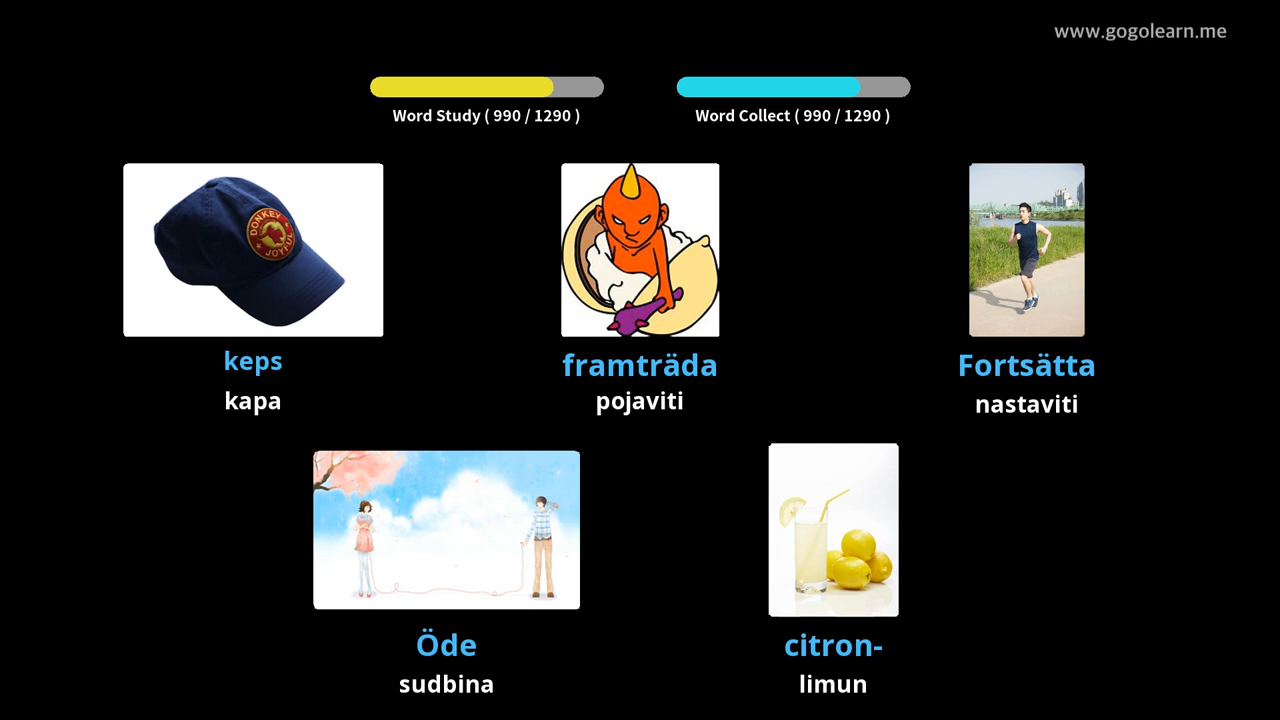 www.gogolearn.me
Word Study ( 990 / 1290 )
Word Collect ( 990 / 1290 )
DONKEY
JOYFUL
keps
kapa
framträda
pojaviti
Fortsätta
nastaviti
Öde
sudbina
citron-
limun